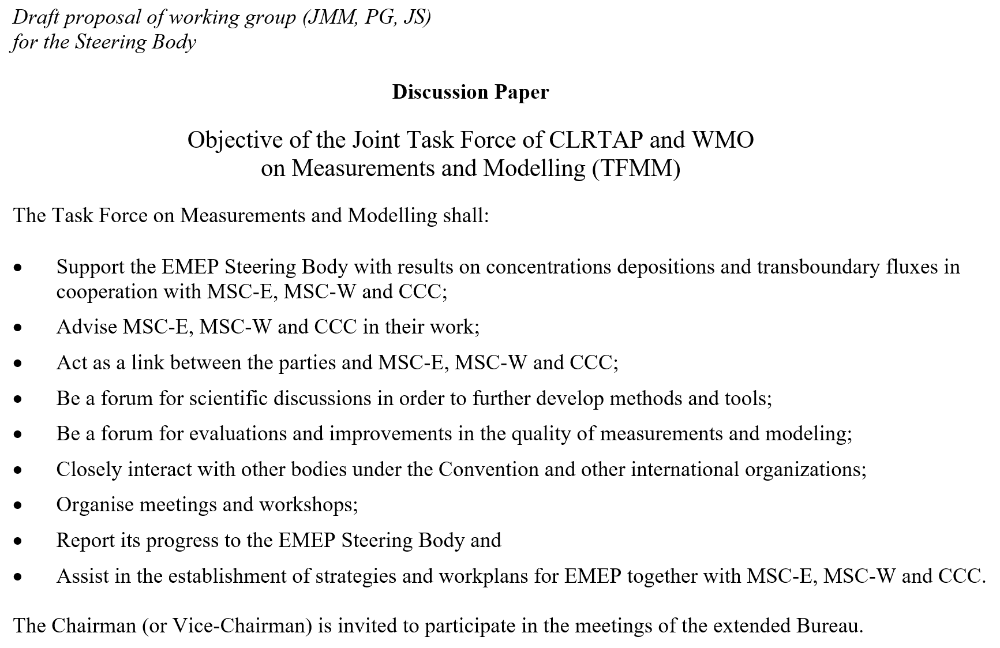 Draft proposal of working group (JMM, PG, JS)
for the Steering Body
Discussion Paper
Objective of the Joint Task Force of CLRTAP and WMO
on Measurements and Modelling (TFMM)
The Task Force on Measurements and Modelling shall:
• Support the EMEP Steering Body with results on concentrations depositions and transboundary fluxes in
cooperation with MSC-E, MSC-W and CCC;
• Advise MSC-E, MSC-W and CCC in their work;
• Act as a link between the parties and MSC-E, MSC-W and CCC;
• Be a forum for scientific discussions in order to further develop methods and tools;
• Be a forum for evaluations and improvements in the quality of measurements and modeling;
• Closely interact with other bodies under the Convention and other international organizations;
• Organise meetings and workshops;
• Report its progress to the EMEP Steering Body and
• Assist in the establishment of strategies and workplans for EMEP together with MSC-E, MSC-W and CCC.
The Chairman (or Vice-Chairman) is invited to participate in the meetings of the extended Bureau.